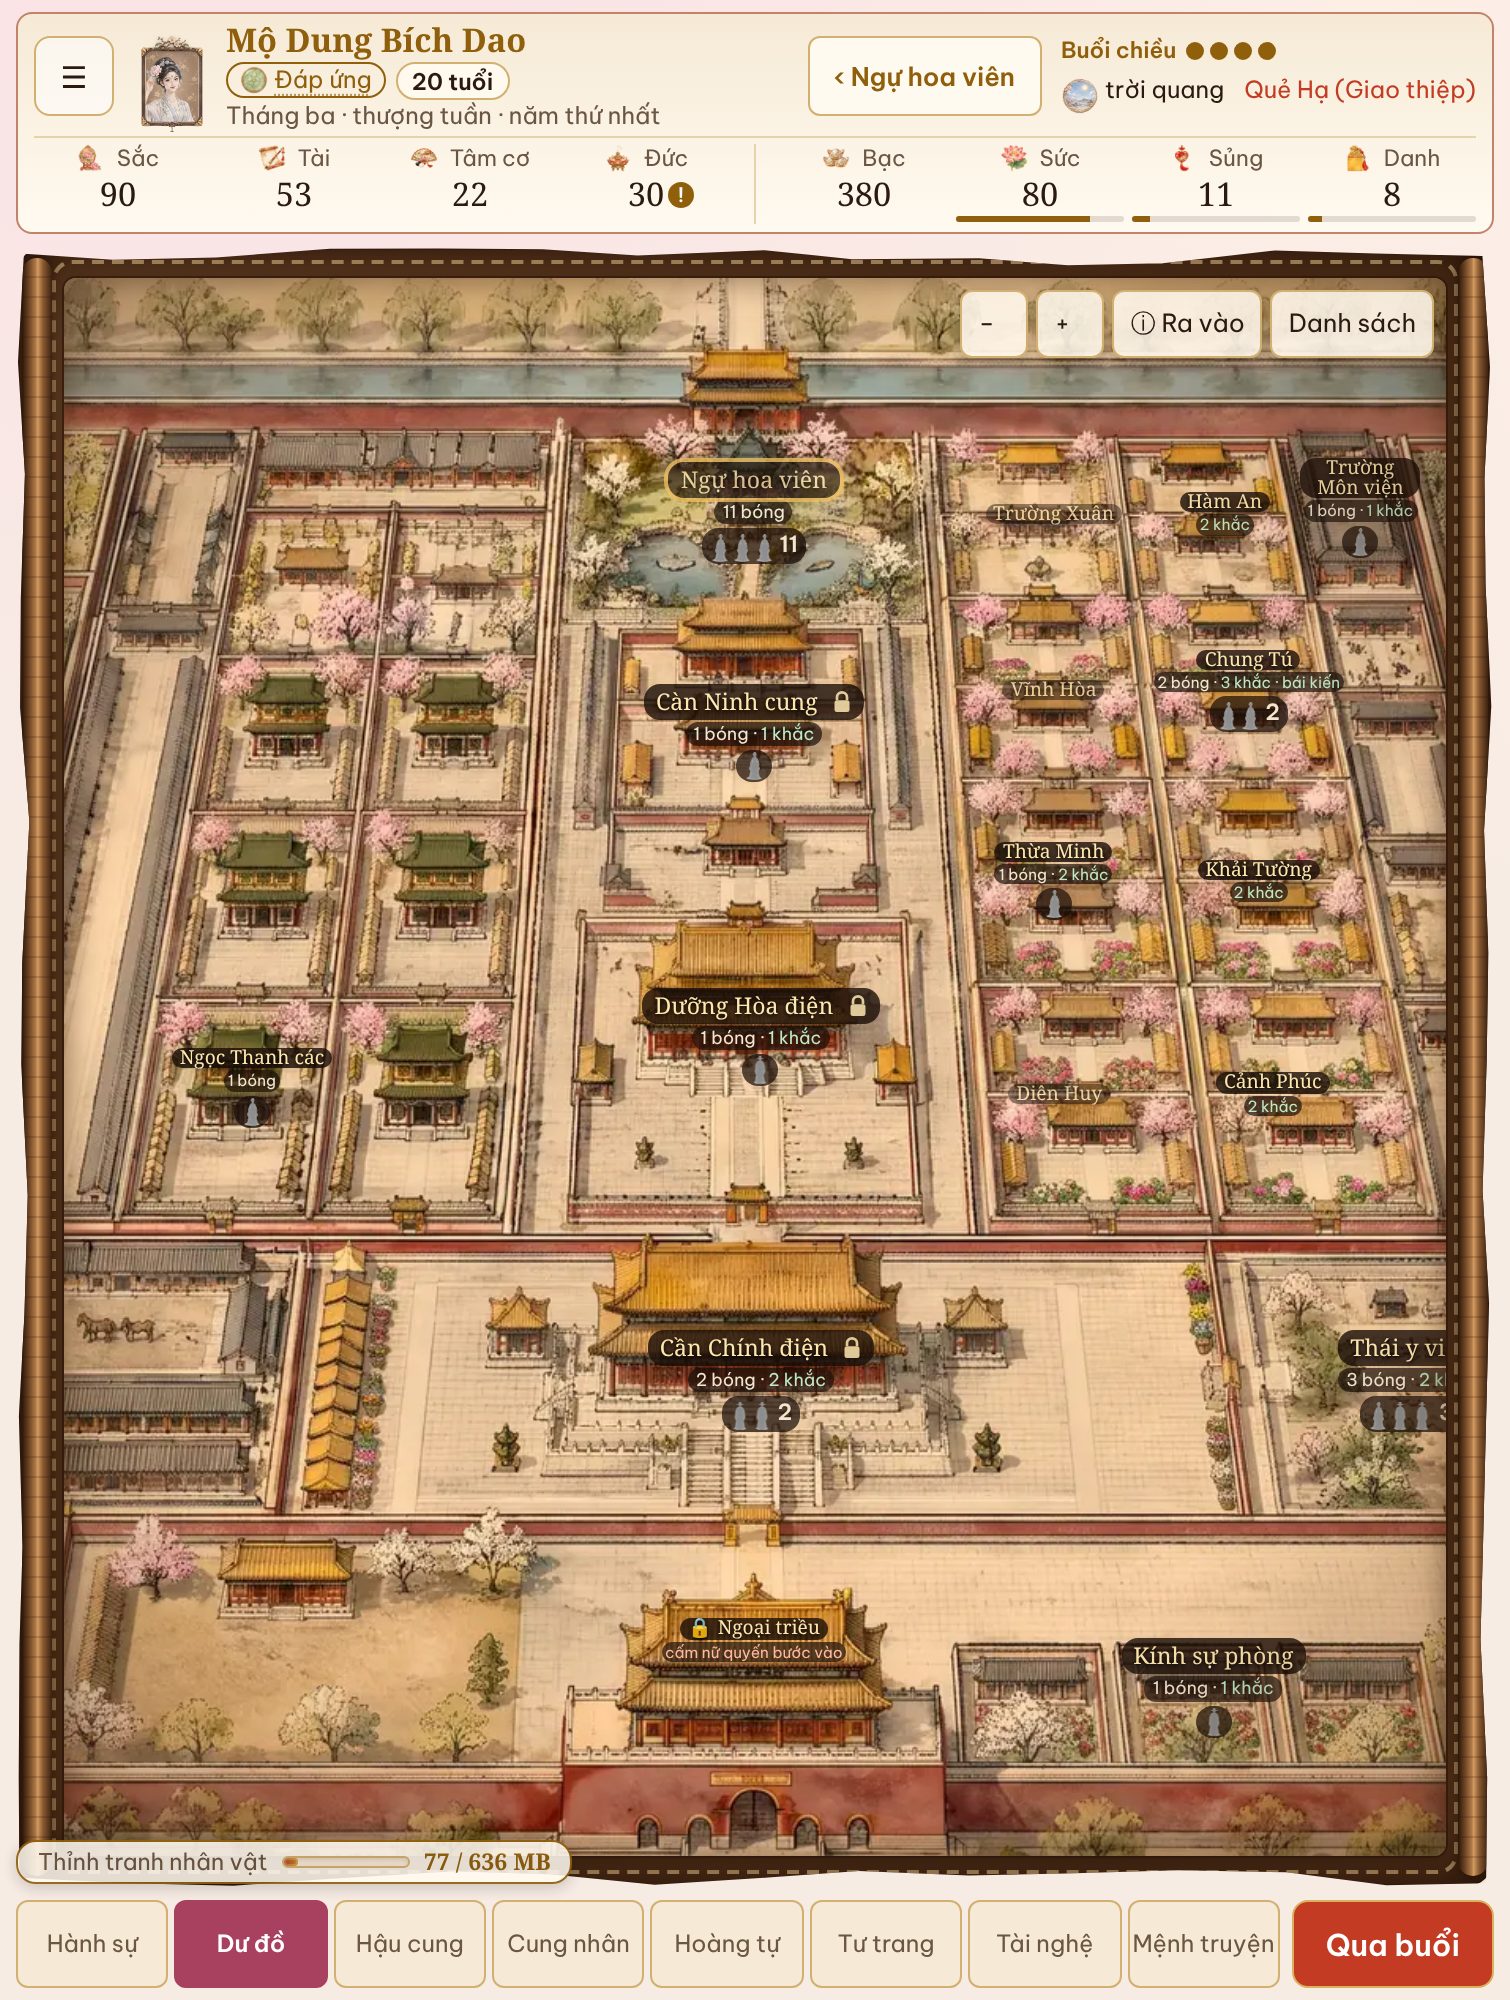 ☰
Mộ Dung Bích Dao
Đáp ứng
20 tuổi
Tháng ba · thượng tuần · năm thứ nhất
‹ Ngự hoa viên
Buổi chiều
trời quang
Quẻ Hạ (Giao thiệp)
Sắc
90
Tài
53
Tâm cơ
22
Đức
30 !
Bạc
380
Sức
80
Sủng
11
Danh
8
-
+
ⓘ Ra vào
Danh sách
Ngự hoa viên
11 bóng
11
Trường Xuân
Hàm An
2 khắc
Trường
Môn viện
1 bóng · 1 khắc
Chung Tú
2 bóng · 3 khắc · bái kiến
2
Vĩnh Hòa
Càn Ninh cung
1 bóng · 1 khắc
Thừa Minh
1 bóng · 2 khắc
Khải Tường
2 khắc
Dưỡng Hòa điện
1 bóng · 1 khắc
Ngọc Thanh các
1 bóng
Diên Huy
Cảnh Phúc
2 khắc
Cần Chính điện
2 bóng · 2 khắc
2
Thái y vi
3 bóng · 2 k
3
Ngoại triều
cấm nữ quyến bước vào
Kính sự phòng
1 bóng · 1 khắc
Thỉnh tranh nhân vật
77 / 636 MB
Hành sự
Dư đồ
Hậu cung
Cung nhân
Hoàng tự
Tư trang
Tài nghệ
Mệnh truyện
Qua buổi